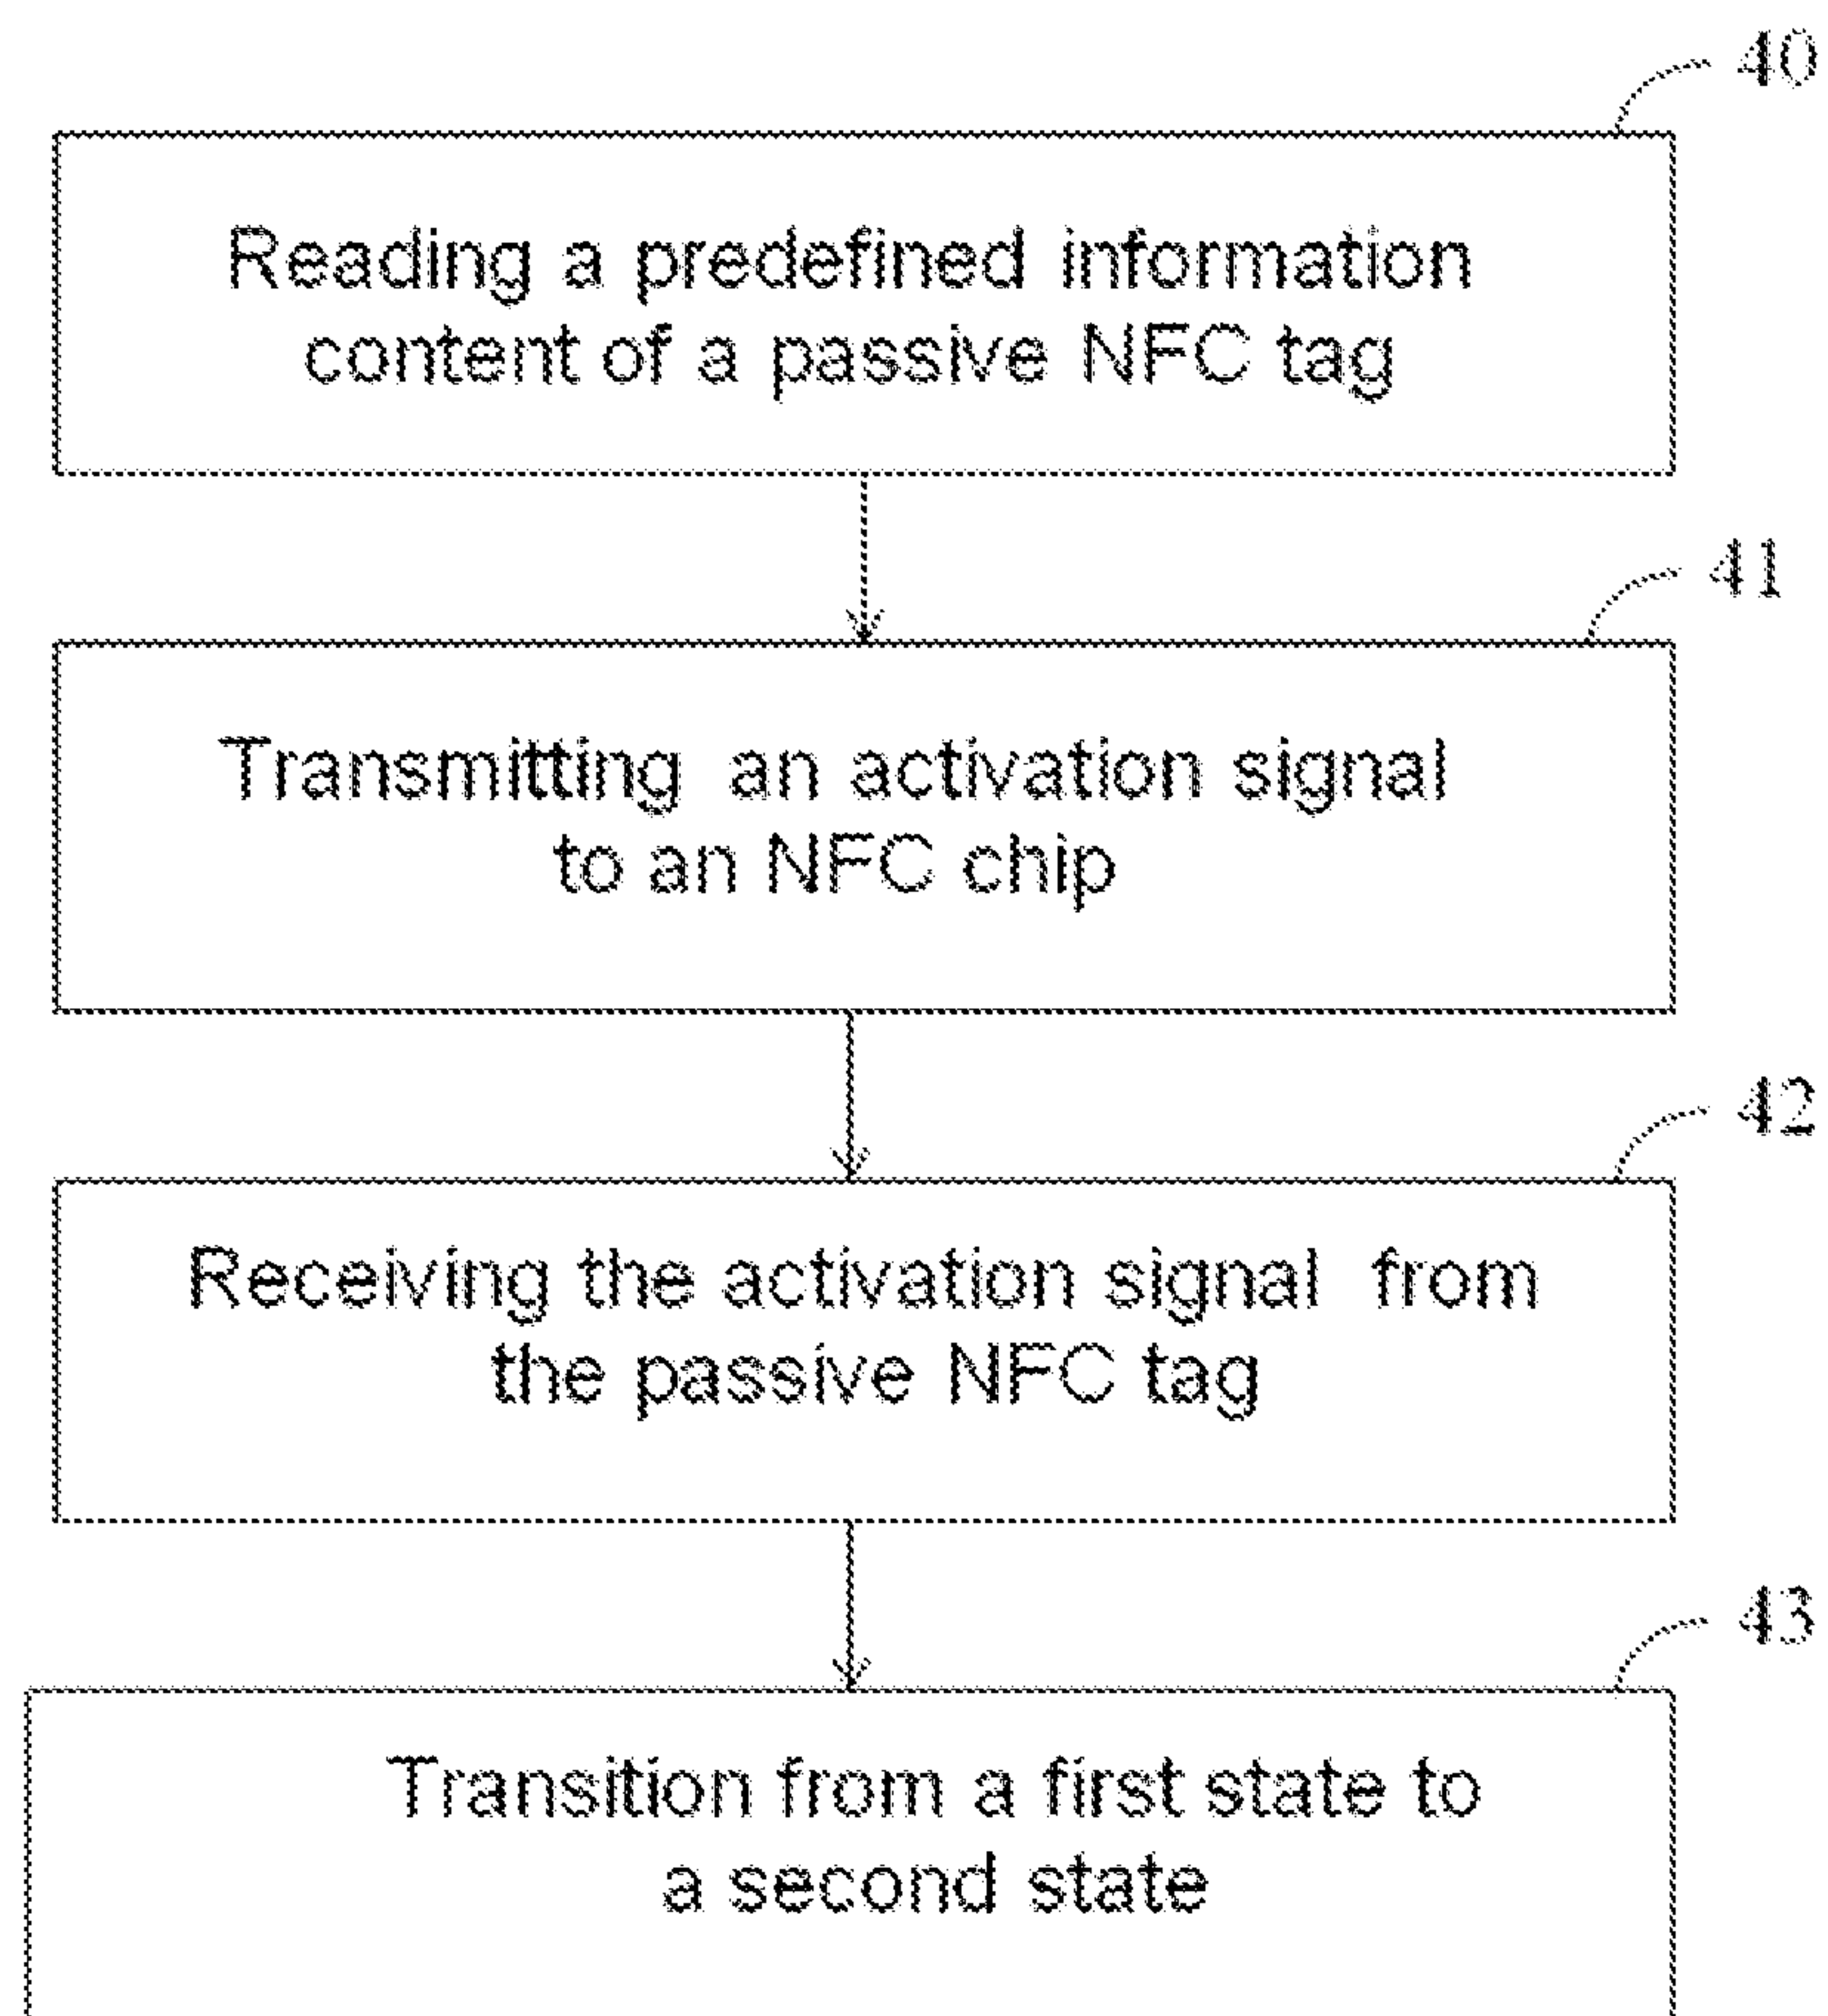 40
Reading a predefined information
content of a passive NFC tag
41
Transmitting an activation signal
to an NFC chip
42
Receiving the activation signal from
the passive NFC tag
43
Transition from a first state to
a second state